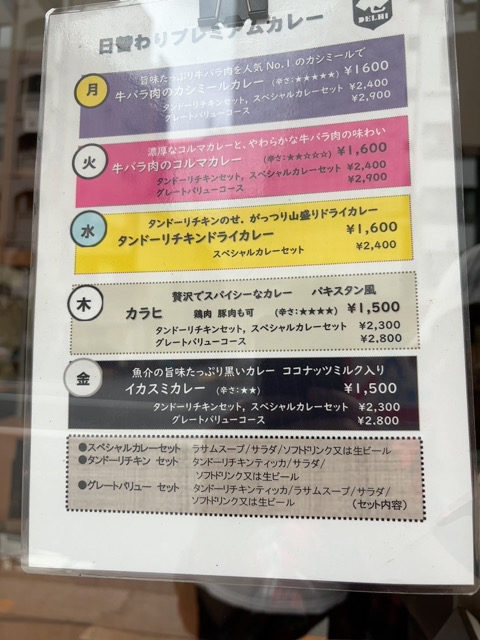 日替わりプレミアムカレー
DELHI
月
旨味たっぷり牛バラ肉を人気 No.1 のカシミールで
牛バラ肉のカシミールカレー (辛さ:★★★★★) ¥1600
タンドーリチキンセット, スペシャルカレーセット ¥2,400
グレートバリューコース ¥2,900
火
濃厚なコルマカレーと、やわらかな牛バラ肉の味わい
牛バラ肉のコルマカレー (辛さ:★★☆☆☆) ¥1,600
タンドーリチキンセット, スペシャルカレーセット ¥2,400
グレートバリューコース ¥2,900
水
タンドーリチキンのせ、がっつり山盛りドライカレー
タンドーリチキンドライカレー ¥1,600
スペシャルカレーセット ¥2,400
木
贅沢でスパイシーなカレー パキスタン風
カラヒ 鶏肉 豚肉も可 (辛さ:★★★★) ¥1,500
タンドーリチキンセット, スペシャルカレーセット ¥2,300
グレートバリューコース ¥2,800
金
魚介の旨味たっぷり黒いカレー ココナッツミルク入り
イカスミカレー (辛さ:★★) ¥1,500
タンドーリチキンセット, スペシャルカレーセット ¥2,300
グレートバリューコース ¥2,800
●スペシャルカレーセット ラサムスープ/サラダ/ソフトドリンク又は生ビール
●タンドーリチキン セット タンドーリチキンティッカ/サラダ/
ソフトドリンク又は生ビール
●グレートバリュー セット タンドーリチキンティッカ/ラサムスープ/サラダ/
ソフトドリンク又は生ビール (セット内容)